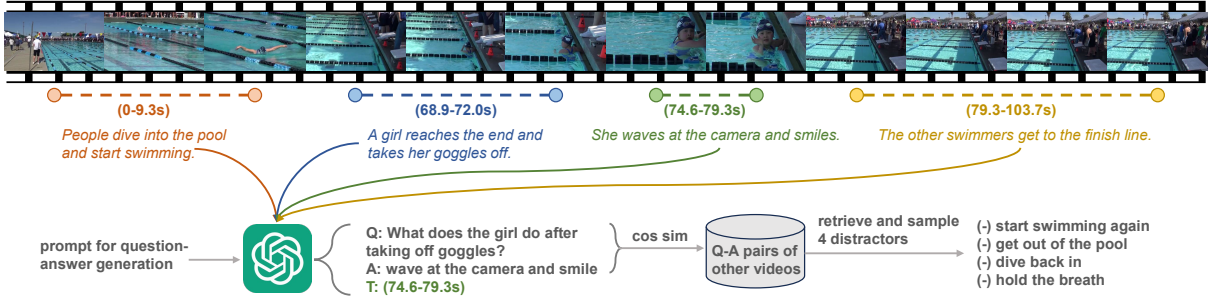 (0-9.3s)
(68.9-72.0s)
(74.6-79.3s)
(79.3-103.7s)
People dive into the pool
and start swimming.
A girl reaches the end and
takes her goggles off.
She waves at the camera and smiles.
The other swimmers get to the finish line.
prompt for question-
answer generation
Q: What does the girl do after
taking off goggles?
A: wave at the camera and smile
T: (74.6-79.3s)
cos sim
Q-A pairs of
other videos
retrieve and sample
4 distractors
(-) start swimming again
(-) get out of the pool
(-) dive back in
(-) hold the breath